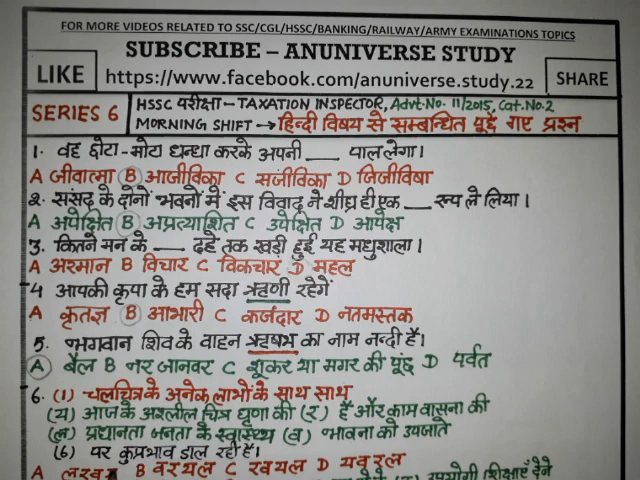 FOR MORE VIDEOS RELATED TO SSC/CGL/HSSC/BANKING/RAILWAY/ARMY EXAMINATIONS TOPICS
SUBSCRIBE – ANUNIVERSE STUDY
LIKE
https://www.facebook.com/anuniverse.study.22
SHARE
SERIES 6
HSSC परीक्षा – TAXATION INSPECTOR, Advt.No. 11/2015, Cat.No.2
MORNING SHIFT → हिन्दी विषय से सम्बन्धित पूछे गए प्रश्न
1. वह छोटा-मोटा धन्धा करके अपनी ___ पाल लेगा।
A जीवात्मा B आजीविका C संजीविका D जिजीविषा
2. संसद के दोनों भवनों में इस विवाद ने शीघ्र ही एक ___ रूप ले लिया।
A अपेक्षित B अप्रत्याशित C उपेक्षित D आपेक्ष
3. कितने मन के ___ ढहे तक खड़ी हुई यह मधुशाला।
A अरमान B विचार C विकचार D महल
4 आपकी कृपा के हम सदा ऋणी रहेगें
A कृतज्ञ B आभारी C कर्जदार D नतमस्तक
5. भगवान शिव के वाहन ऋषभ का नाम नन्दी है।
A बैल B नर जानवर C शूकर या मगर की पूंछ D पर्वत
6. (1) चलचित्र के अनेक लाभों के साथ साथ
(य) आज के अश्लील चित्र घृणा की (र) है और काम वासना की
(ल) प्रधानता जनता के स्वास्थ्य (व) भावना को उपजाते
(6) पर कुप्रभाव डाल रही है।
A लरवय B वरयल C रवयल D यवरल
उपयोगी शिक्षाएँ देने